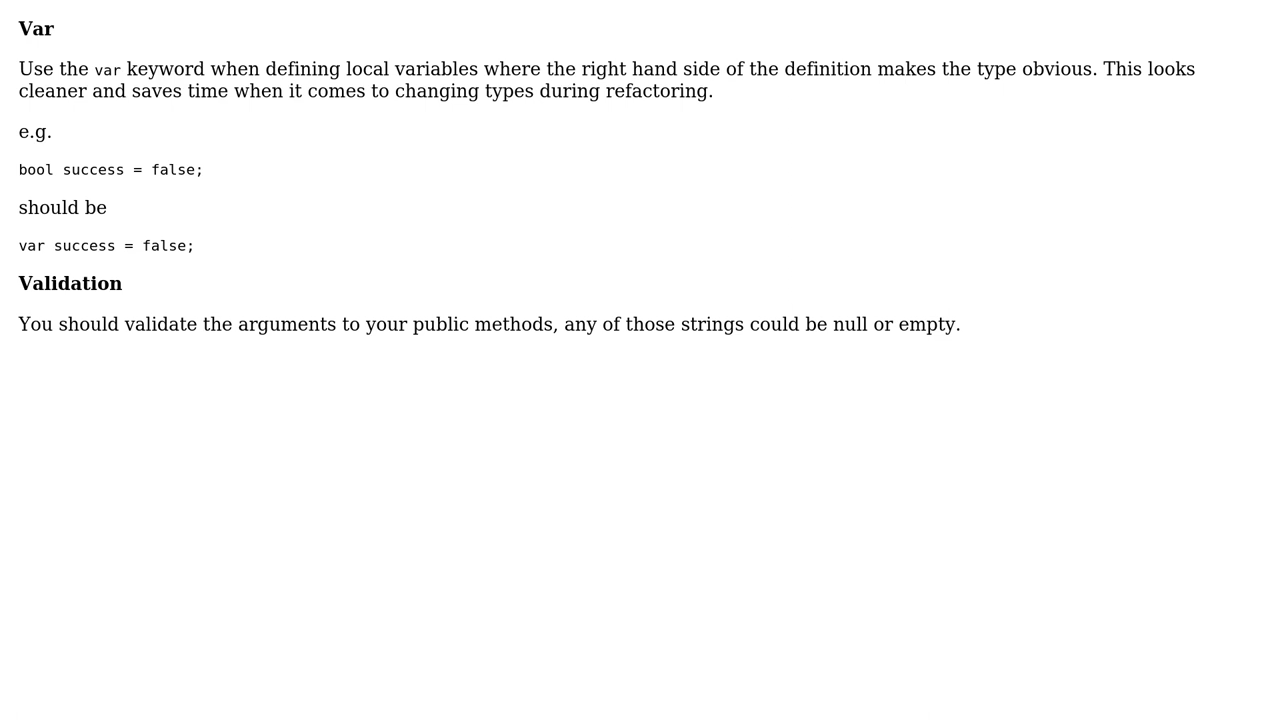 Var
Use the var keyword when defining local variables where the right hand side of the definition makes the type obvious. This looks
cleaner and saves time when it comes to changing types during refactoring.
e.g.
bool success = false;
should be
var success = false;
Validation
You should validate the arguments to your public methods, any of those strings could be null or empty.